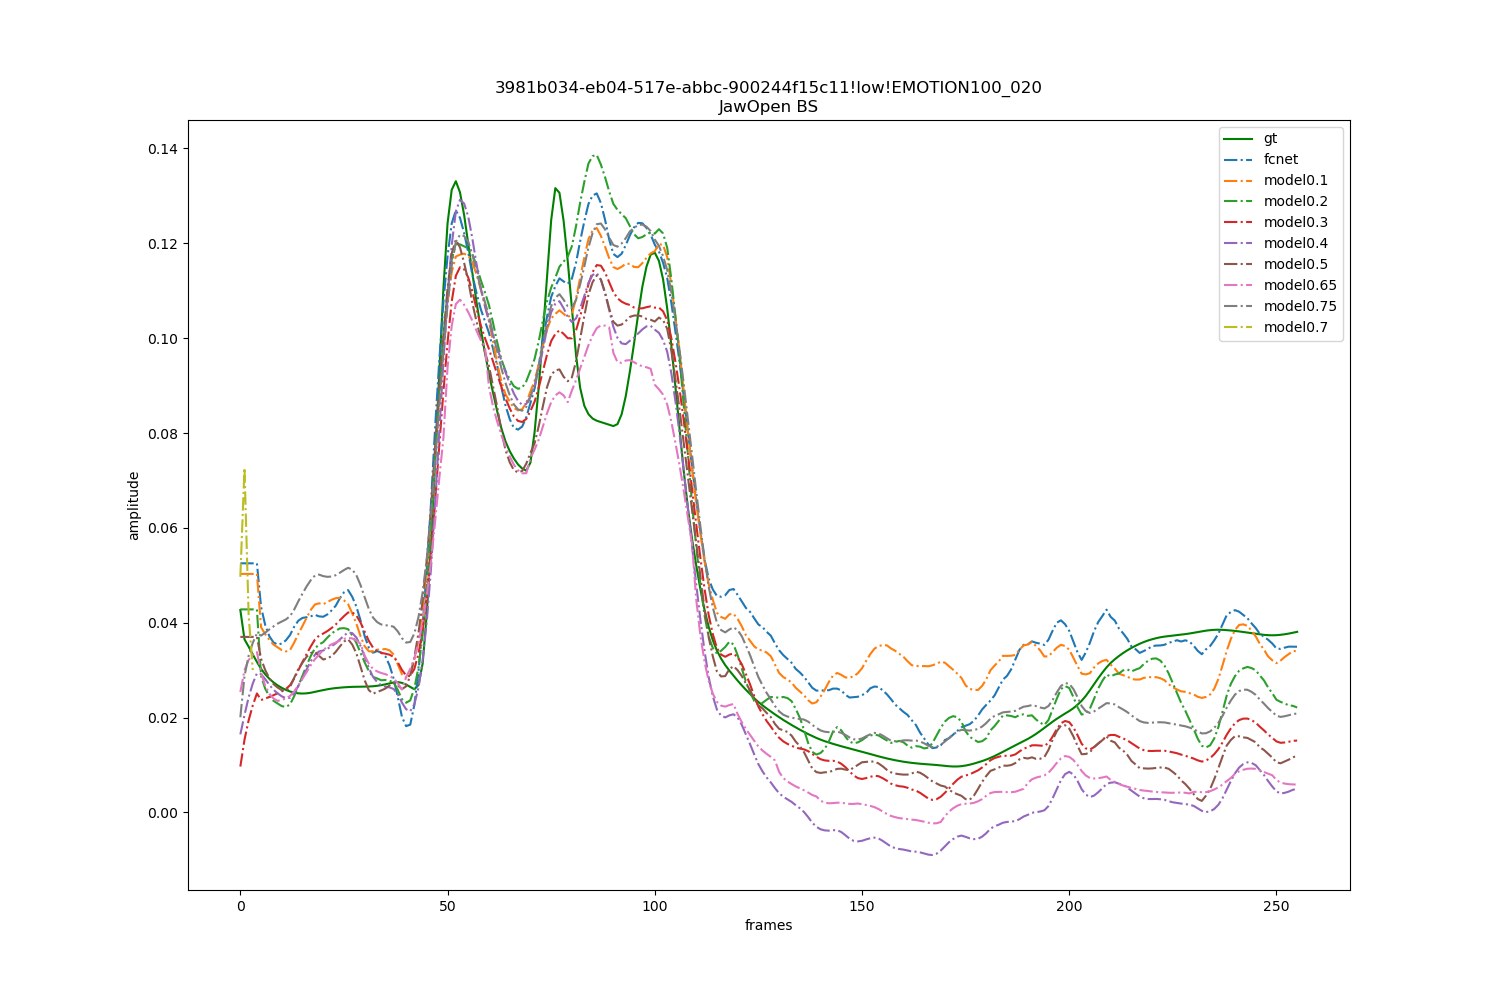 3981b034-eb04-517e-abbc-900244f15c11!low!EMOTION100_020
JawOpen BS
gt
fcnet
model0.1
model0.2
model0.3
model0.4
model0.5
model0.65
model0.75
model0.7
0.14
0.12
0.10
0.08
0.06
0.04
0.02
0.00
amplitude
0 50 100 150 200 250
frames